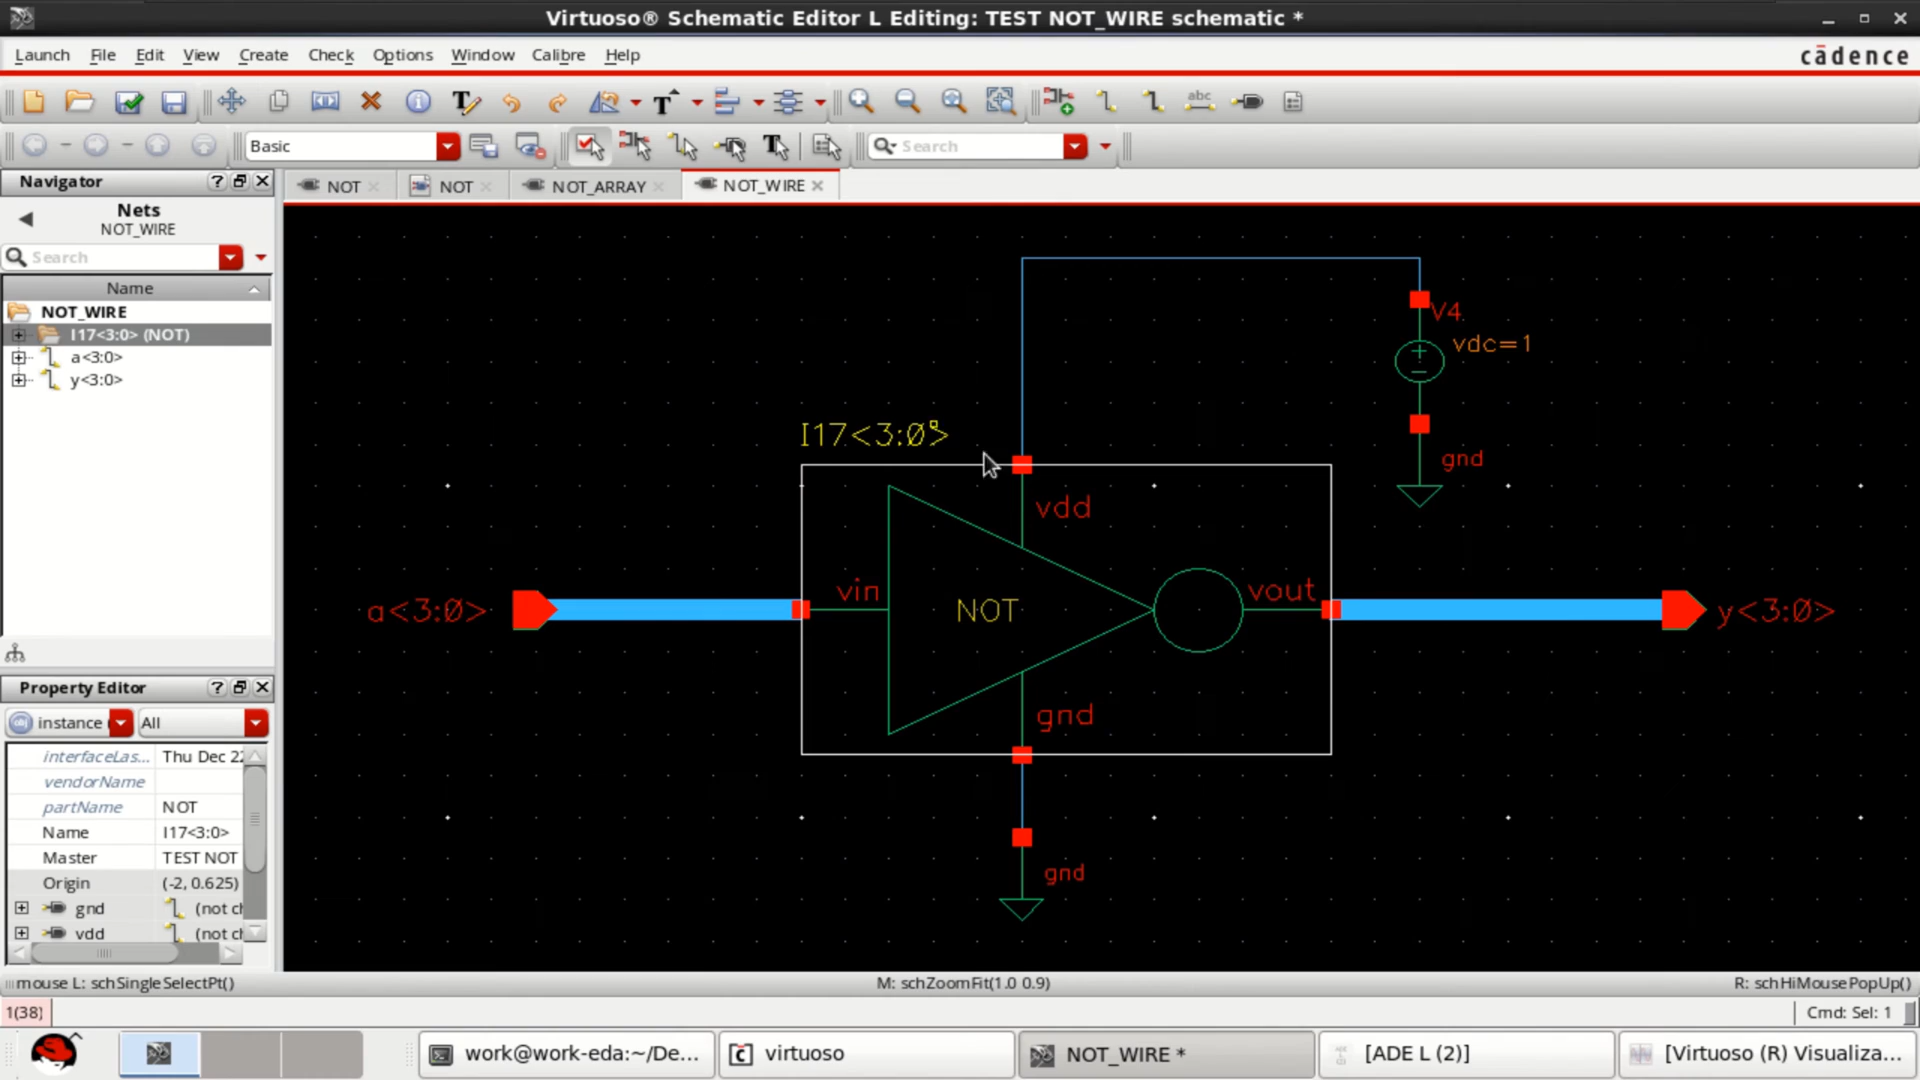 Virtuoso® Schematic Editor L Editing: TEST NOT_WIRE schematic *
Launch File Edit View Create Check Options Window Calibre Help
cādence
Basic
Search
Navigator
NOT
NOT
NOT_ARRAY
NOT_WIRE
Nets
NOT_WIRE
Search
Name
NOT_WIRE
I17<3:0> (NOT)
a<3:0>
y<3:0>
V4
vdc=1
gnd
I17<3:0>
vdd
vin
NOT
vout
gnd
a<3:0>
y<3:0>
gnd
Property Editor
instance
All
interfaceLas... Thu Dec 22
vendorName
partName NOT
Name I17<3:0>
Master TEST NOT
Origin (-2, 0.625)
gnd (not ch
vdd (not ch
mouse L: schSingleSelectPt()
M: schZoomFit(1.0 0.9)
R: schHiMousePopUp()
1(38)
Cmd: Sel: 1
work@work-eda:~/De...
virtuoso
NOT_WIRE *
[ADE L (2)]
[Virtuoso (R) Visualiza...